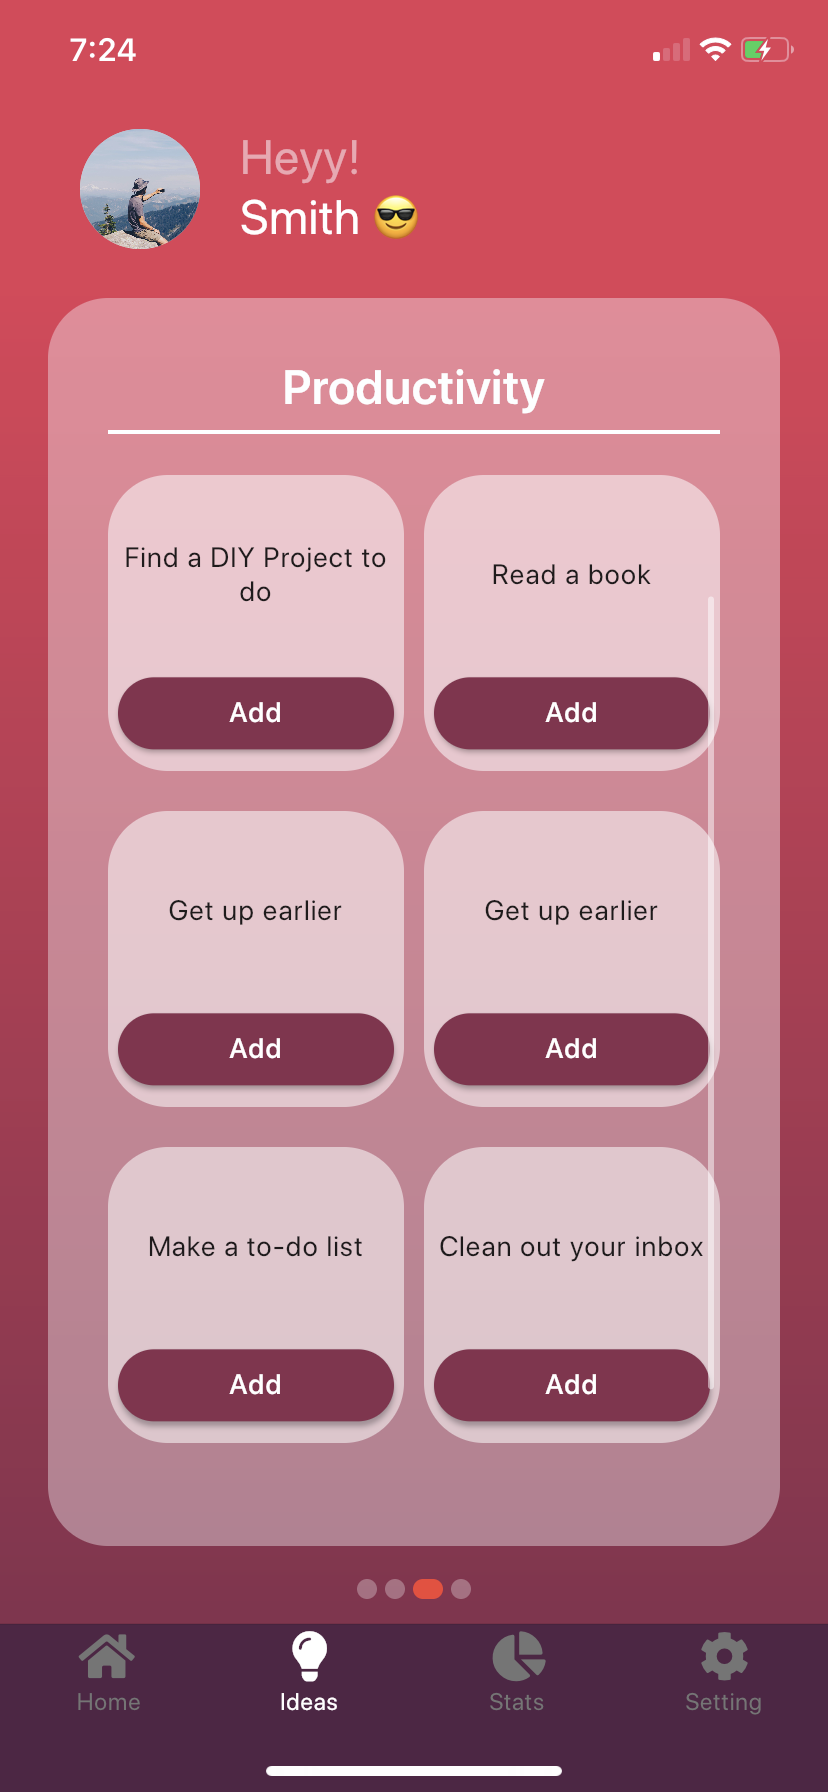 7:24
Heyy!
Smith 😎
Productivity
Find a DIY Project to
do
Add
Read a book
Add
Get up earlier
Add
Get up earlier
Add
Make a to-do list
Add
Clean out your inbox
Add
Home
Ideas
Stats
Setting